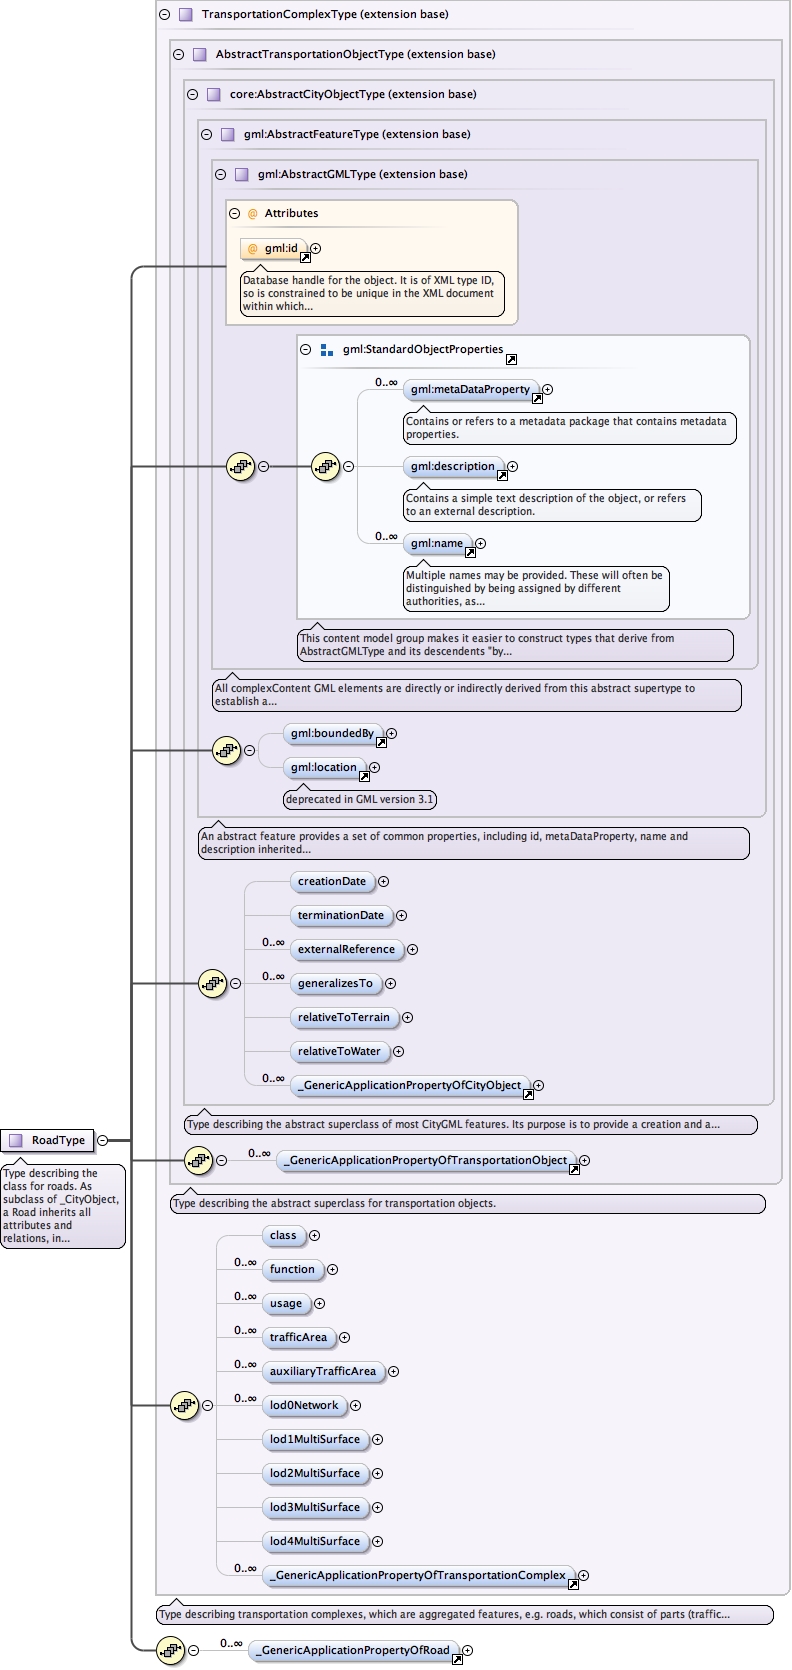 TransportationComplexType (extension base)
AbstractTransportationObjectType (extension base)
core:AbstractCityObjectType (extension base)
gml:AbstractFeatureType (extension base)
gml:AbstractGMLType (extension base)
@ Attributes
@ gml:id
Database handle for the object. It is of XML type ID,
so is constrained to be unique in the XML document
within which...
gml:StandardObjectProperties
0..∞
gml:metaDataProperty
Contains or refers to a metadata package that contains metadata
properties.
gml:description
Contains a simple text description of the object, or refers
to an external description.
0..∞
gml:name
Multiple names may be provided. These will often be
distinguished by being assigned by different
authorities, as...
This content model group makes it easier to construct types that derive from
AbstractGMLType and its descendents "by...
All complexContent GML elements are directly or indirectly derived from this abstract supertype to
establish a...
gml:boundedBy
gml:location
deprecated in GML version 3.1
An abstract feature provides a set of common properties, including id, metaDataProperty, name and
description inherited...
creationDate
terminationDate
0..∞
externalReference
0..∞
generalizesTo
relativeToTerrain
relativeToWater
0..∞
_GenericApplicationPropertyOfCityObject
Type describing the abstract superclass of most CityGML features. Its purpose is to provide a creation and a...
RoadType
Type describing the
class for roads. As
subclass of _CityObject,
a Road inherits all
attributes and
relations, in...
0..∞
_GenericApplicationPropertyOfTransportationObject
Type describing the abstract superclass for transportation objects.
class
0..∞
function
0..∞
usage
0..∞
trafficArea
0..∞
auxiliaryTrafficArea
0..∞
lod0Network
lod1MultiSurface
lod2MultiSurface
lod3MultiSurface
lod4MultiSurface
0..∞
_GenericApplicationPropertyOfTransportationComplex
Type describing transportation complexes, which are aggregated features, e.g. roads, which consist of parts (traffic...
0..∞
_GenericApplicationPropertyOfRoad